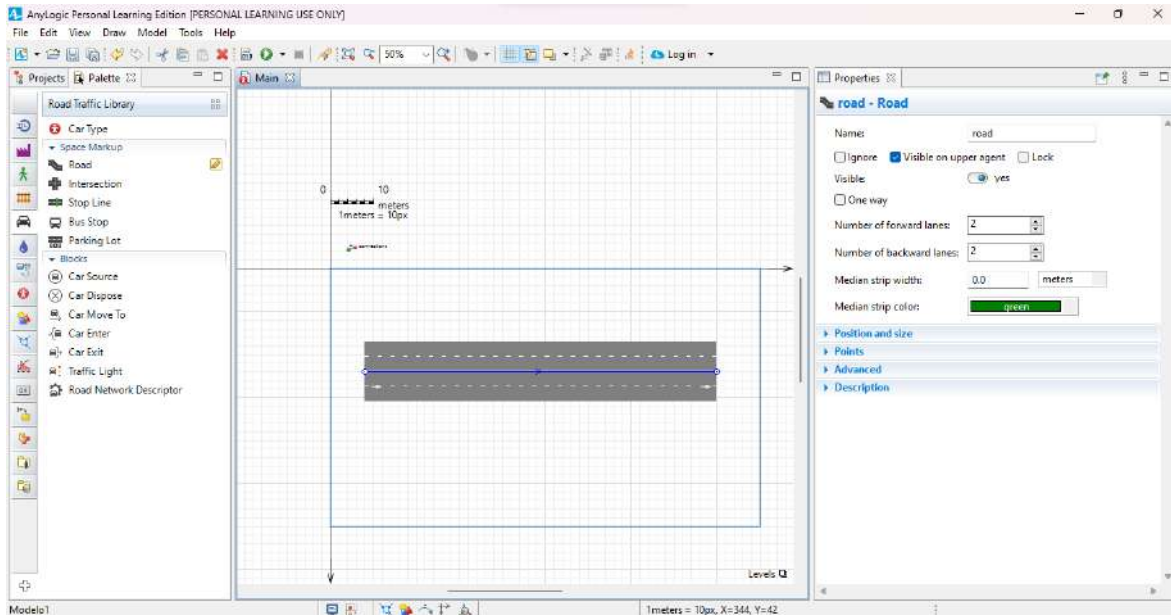 AnyLogic Personal Learning Edition [PERSONAL LEARNING USE ONLY]
File Edit View Draw Model Tools Help
50% Log in
Projects Palette Main Properties
Road Traffic Library
Car Type
Space Markup
Road
Intersection
Stop Line
Bus Stop
Parking Lot
Blocks
Car Source
Car Dispose
Car Move To
Car Enter
Car Exit
Traffic Light
Road Network Descriptor
0 10
meters
1meters = 10px
Levels
road - Road
Name: road
Ignore Visible on upper agent Lock
Visible: yes
One way
Number of forward lanes: 2
Number of backward lanes: 2
Median strip width: 0.0 meters
Median strip color: green
Position and size
Points
Advanced
Description
Modelo1 1meters = 10px, X=344, Y=42